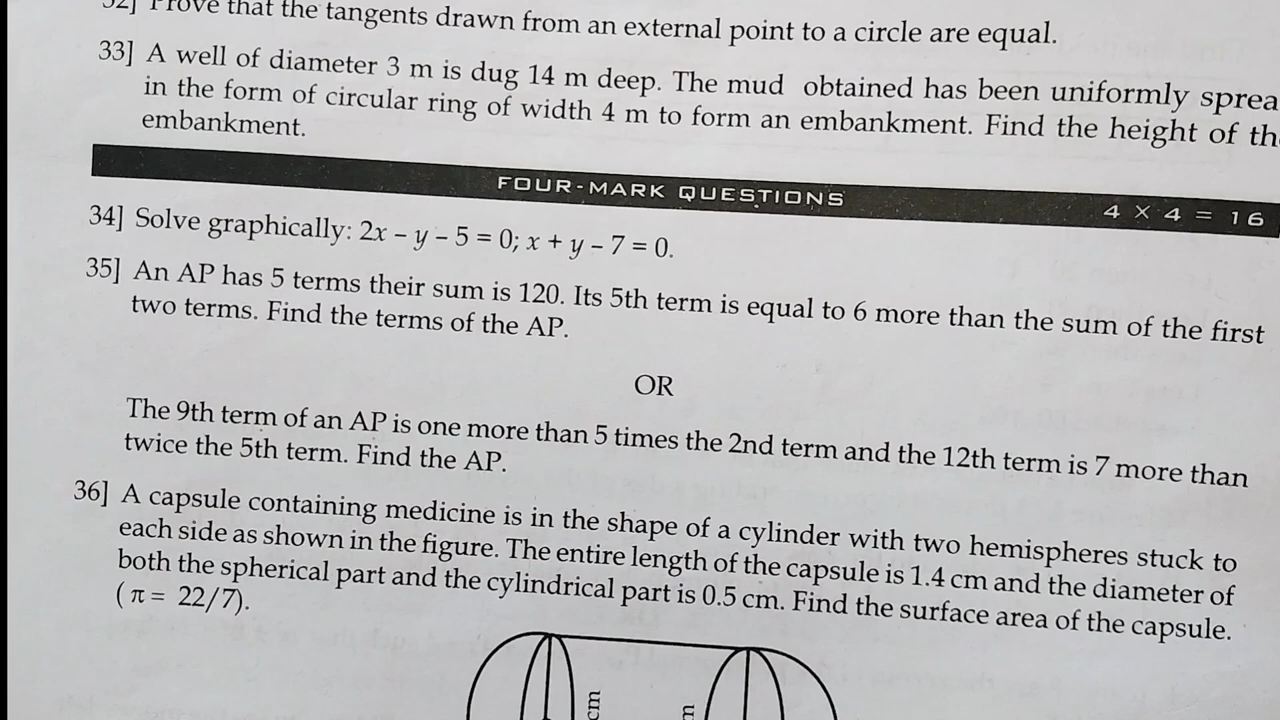 32] Prove that the tangents drawn from an external point to a circle are equal.
33] A well of diameter 3 m is dug 14 m deep. The mud obtained has been uniformly sprea
in the form of circular ring of width 4 m to form an embankment. Find the height of th
embankment.
FOUR-MARK QUESTIONS 4 × 4 = 16
34] Solve graphically: 2x – y – 5 = 0; x + y – 7 = 0.
35] An AP has 5 terms their sum is 120. Its 5th term is equal to 6 more than the sum of the first
two terms. Find the terms of the AP.
OR
The 9th term of an AP is one more than 5 times the 2nd term and the 12th term is 7 more than
twice the 5th term. Find the AP.
36] A capsule containing medicine is in the shape of a cylinder with two hemispheres stuck to
each side as shown in the figure. The entire length of the capsule is 1.4 cm and the diameter of
both the spherical part and the cylindrical part is 0.5 cm. Find the surface area of the capsule.
(π = 22/7).
cm
m